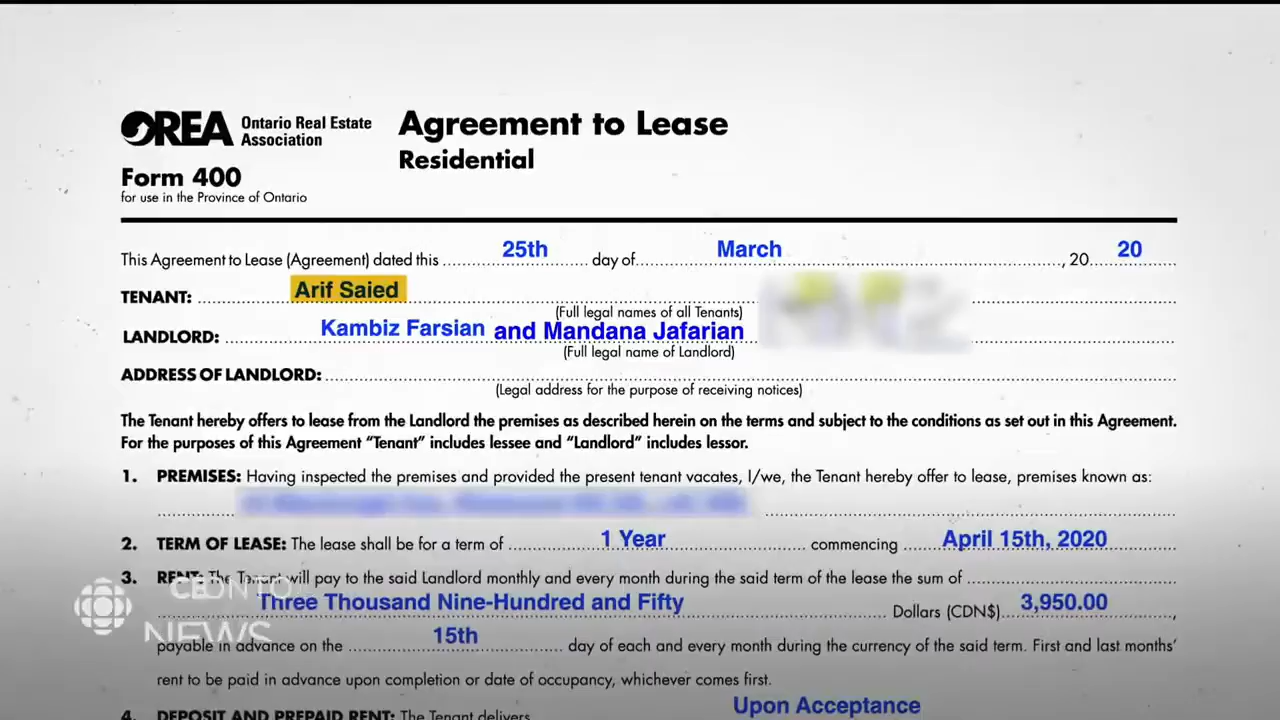 OREA Ontario Real Estate Association
Agreement to Lease
Residential
Form 400
for use in the Province of Ontario
This Agreement to Lease (Agreement) dated this 25th day of March, 20 20
TENANT: Arif Saied
(Full legal names of all Tenants)
LANDLORD: Kambiz Farsian and Mandana Jafarian
(Full legal name of Landlord)
ADDRESS OF LANDLORD:
(Legal address for the purpose of receiving notices)
The Tenant hereby offers to lease from the Landlord the premises as described herein on the terms and subject to the conditions as set out in this Agreement.
For the purposes of this Agreement “Tenant” includes lessee and “Landlord” includes lessor.
1. PREMISES: Having inspected the premises and provided the present tenant vacates, I/we, the Tenant hereby offer to lease, premises known as:
2. TERM OF LEASE: The lease shall be for a term of 1 Year commencing April 15th, 2020
3. RENT: The Tenant will pay to the said Landlord monthly and every month during the said term of the lease the sum of
Three Thousand Nine-Hundred and Fifty Dollars (CDN$) 3,950.00,
payable in advance on the 15th day of each and every month during the currency of the said term. First and last months’
rent to be paid in advance upon completion or date of occupancy, whichever comes first.
4. DEPOSIT AND PREPAID RENT: The Tenant delivers Upon Acceptance
NEWS